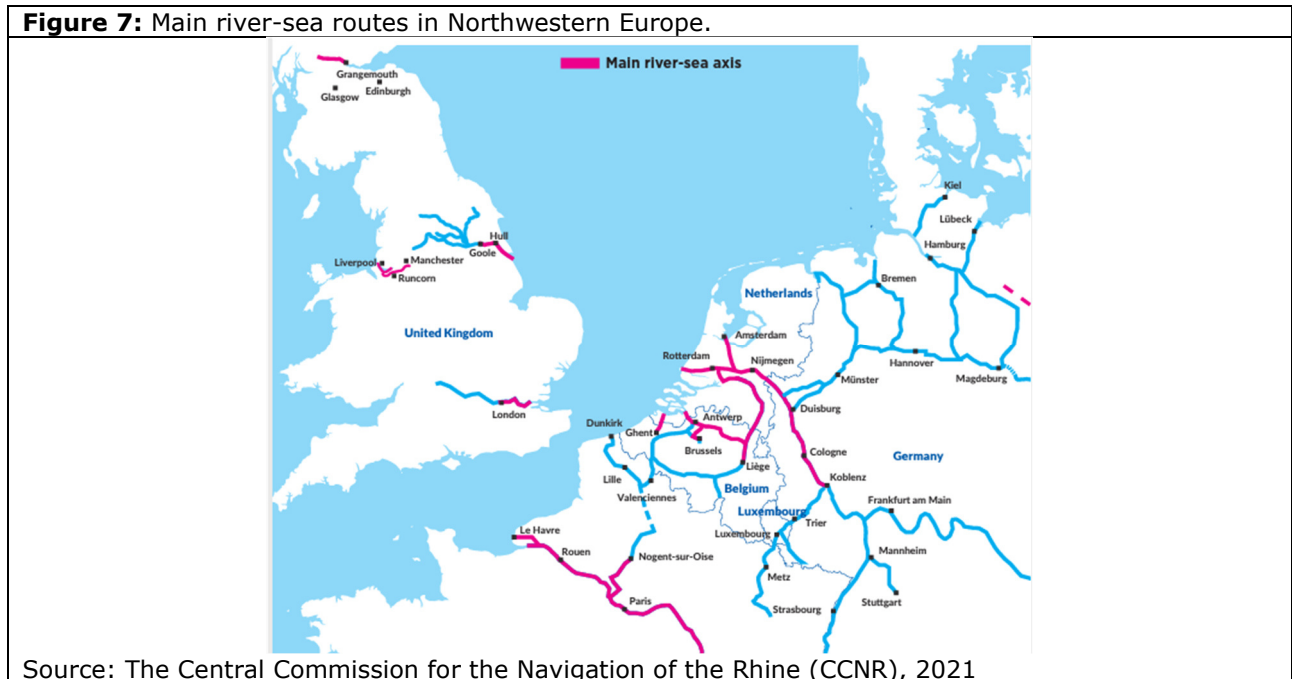 Figure 7: Main river-sea routes in Northwestern Europe.
Main river-sea axis
Grangemouth
Glasgow
Edinburgh
Kiel
Lübeck
Hamburg
Hull
Goole
Liverpool
Manchester
Runcorn
Bremen
Netherlands
United Kingdom
Amsterdam
Rotterdam
Nijmegen
Hannover
Münster
Magdeburg
London
Duisburg
Dunkirk
Ghent
Antwerp
Brussels
Cologne
Germany
Lille
Liège
Koblenz
Valenciennes
Belgium
Frankfurt am Main
Luxembourg
Trier
Le Havre
Luxembourg
Rouen
Nogent-sur-Oise
Mannheim
Metz
Paris
Strasbourg
Stuttgart
Source: The Central Commission for the Navigation of the Rhine (CCNR), 2021